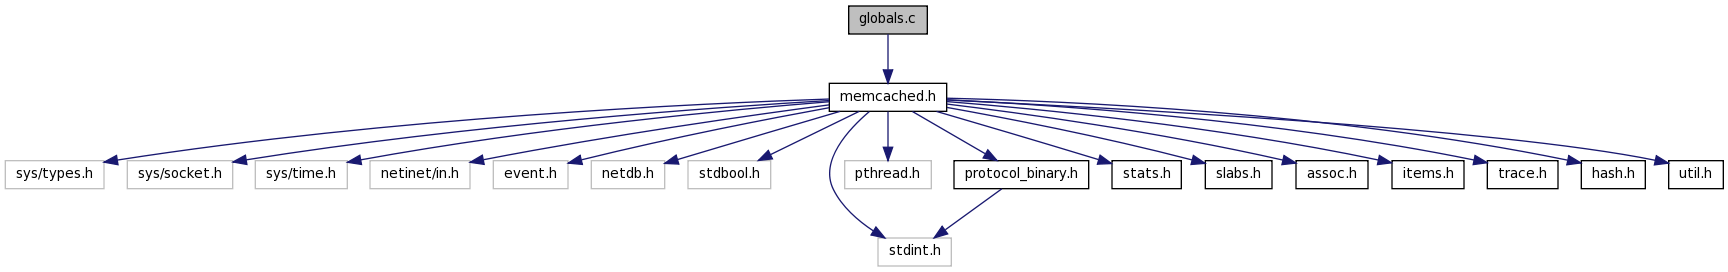 globals.c
memcached.h
sys/types.h
sys/socket.h
sys/time.h
netinet/in.h
event.h
netdb.h
stdbool.h
pthread.h
protocol_binary.h
stats.h
slabs.h
assoc.h
items.h
trace.h
hash.h
util.h
stdint.h